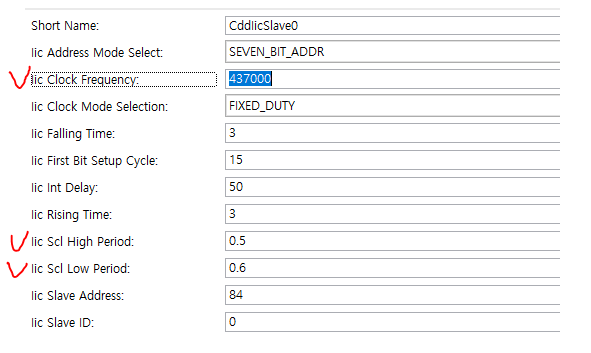 Short Name: CddIicSlave0
Iic Address Mode Select: SEVEN_BIT_ADDR
Iic Clock Frequency: 437000
Iic Clock Mode Selection: FIXED_DUTY
Iic Falling Time: 3
Iic First Bit Setup Cycle: 15
Iic Int Delay: 50
Iic Rising Time: 3
Iic Scl High Period: 0.5
Iic Scl Low Period: 0.6
Iic Slave Address: 84
Iic Slave ID: 0